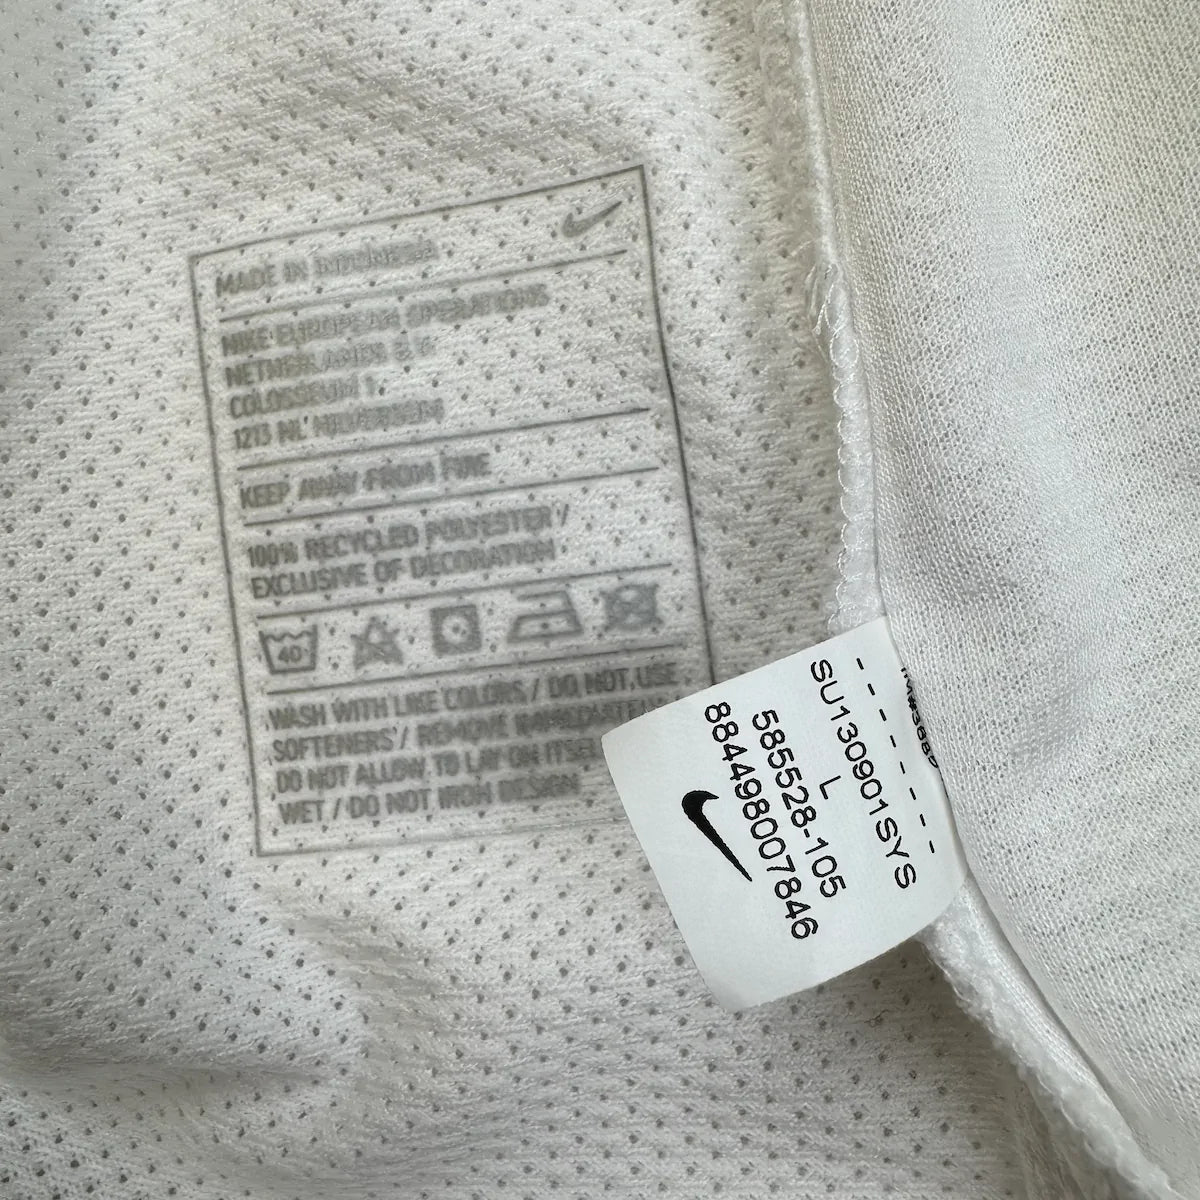 MADE IN INDONESIA
NIKE EUROPEAN OPERATIONS
NETHERLANDS B.V.
COLOSSEUM 1
1213 NL HILVERSUM
KEEP AWAY FROM FIRE
100% RECYCLED POLYESTER /
EXCLUSIVE OF DECORATION
40
WASH WITH LIKE COLORS / DO NOT USE
SOFTENERS / REMOVE
DO NOT ALLOW TO LAY ON
WET / DO NOT IRON DESIGN
SU130901SYS
L
585528-105
884498007846